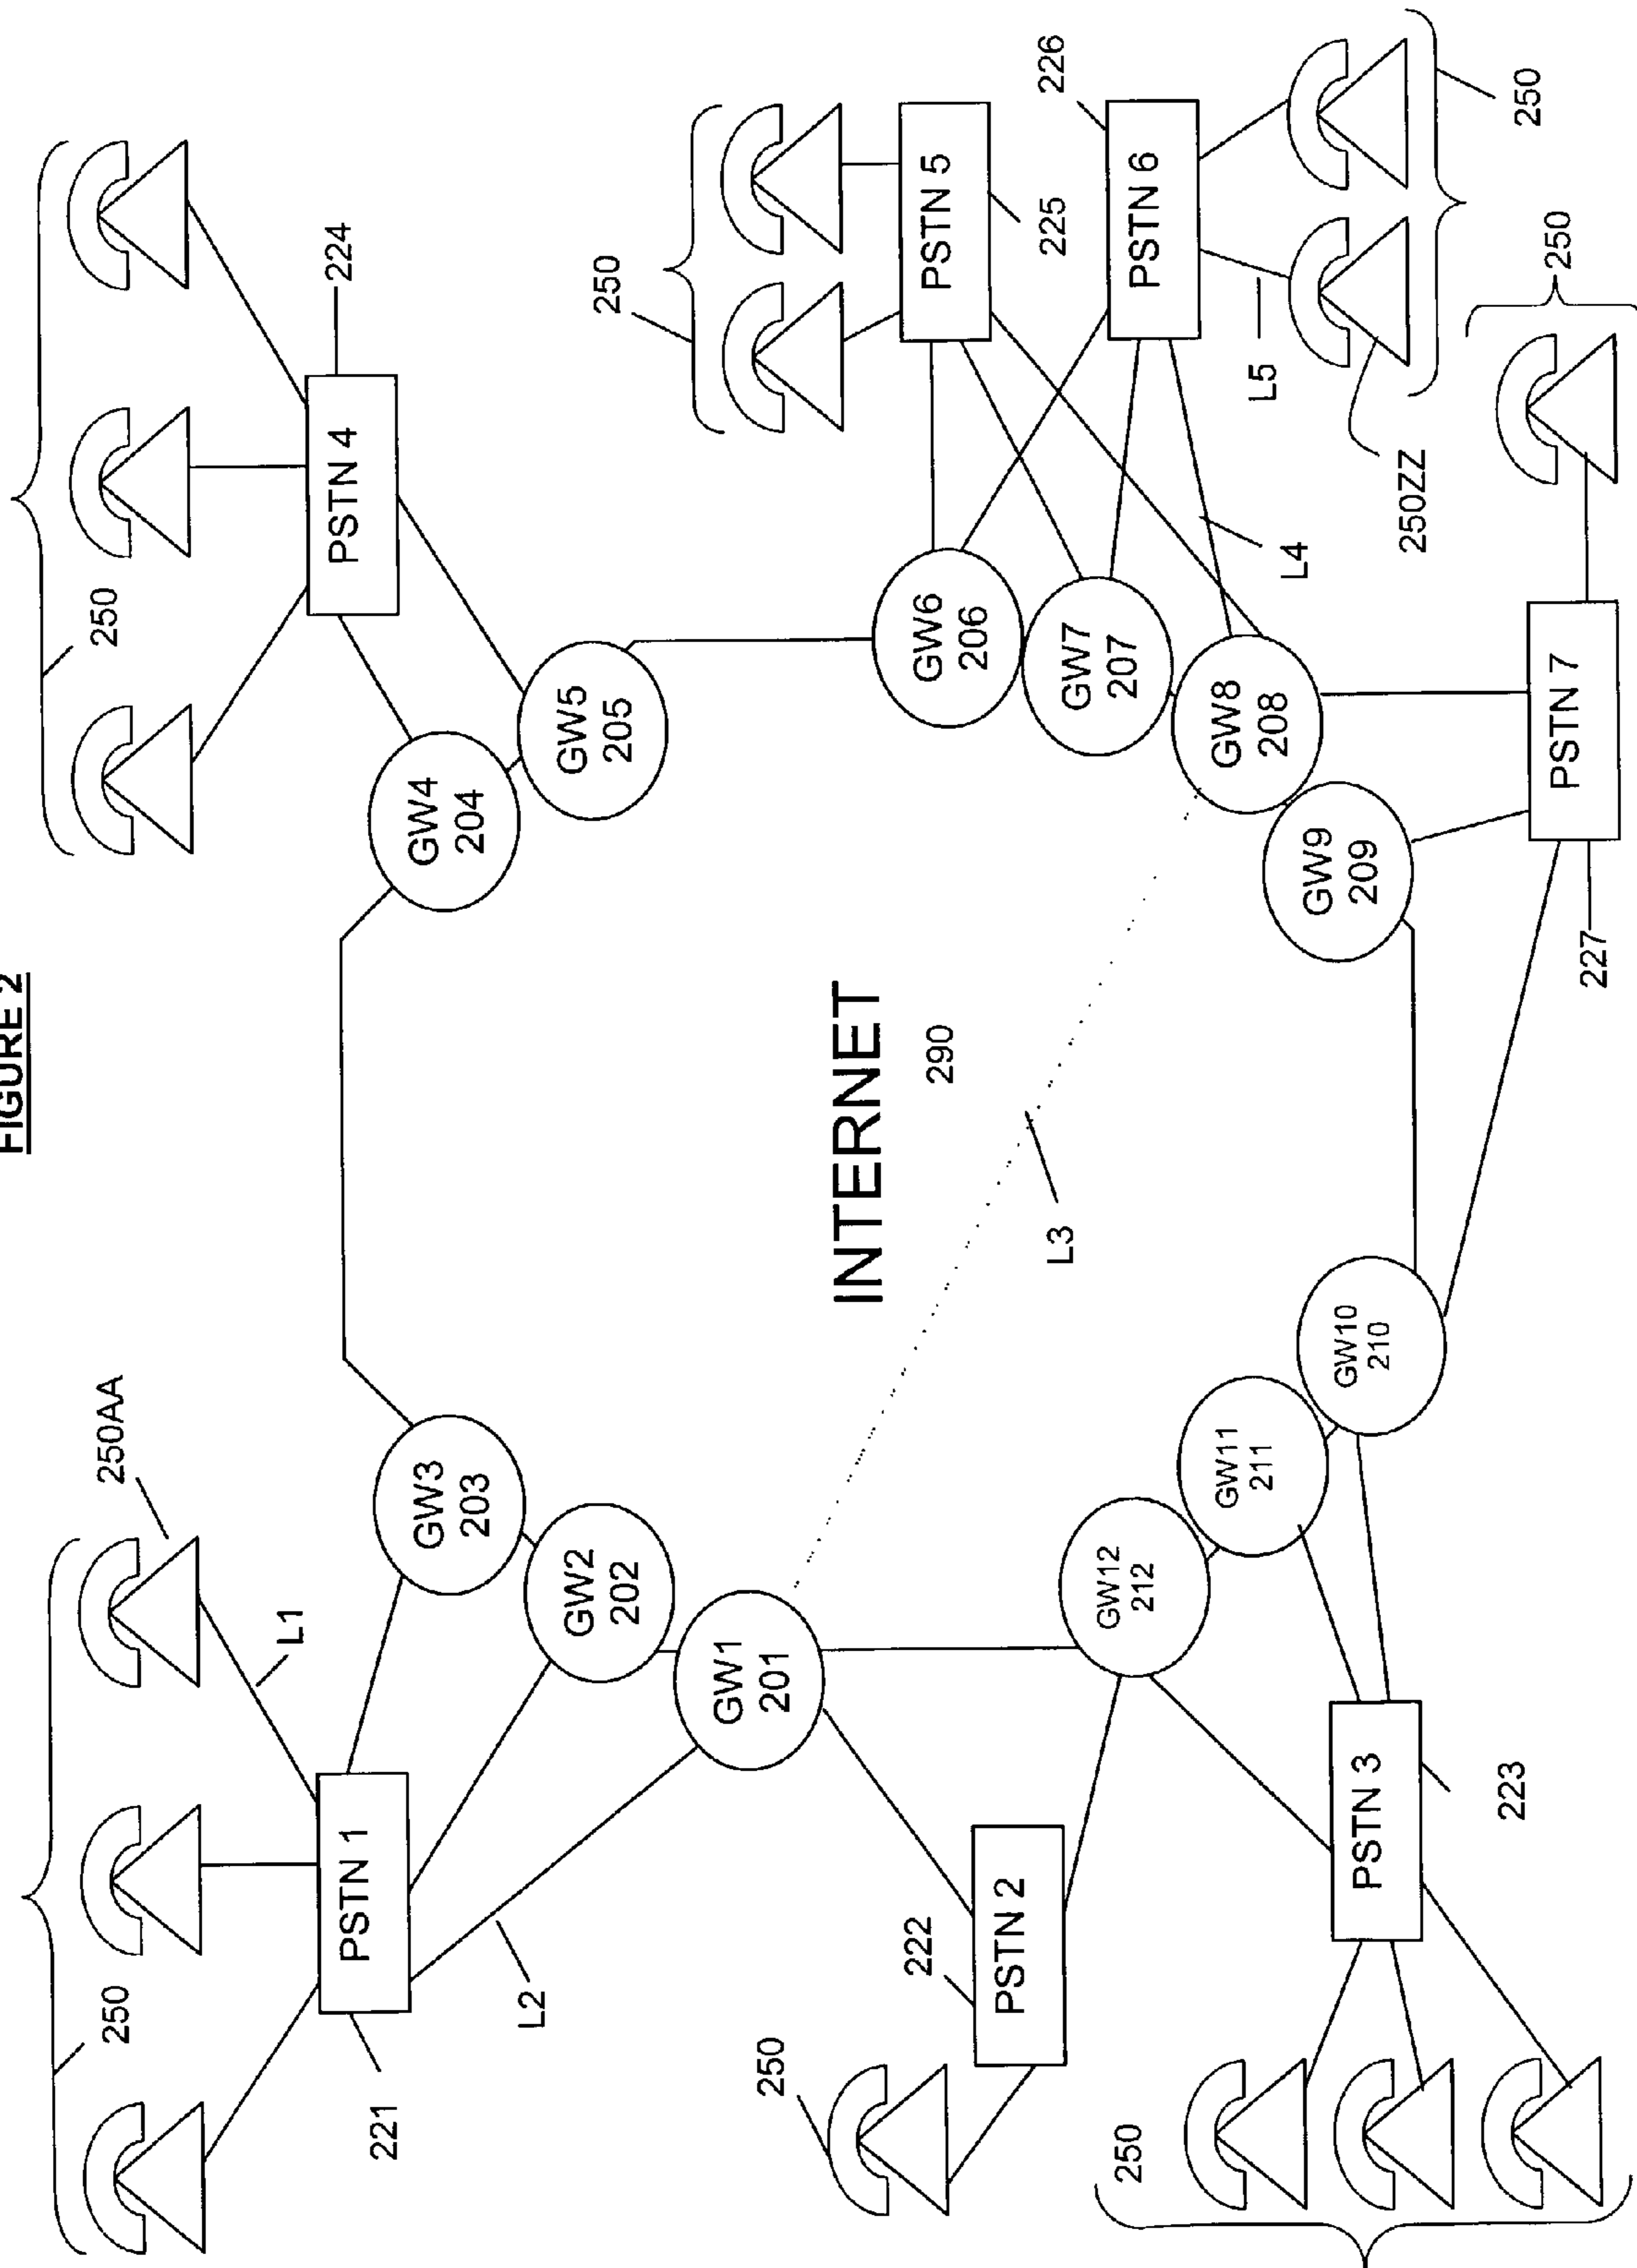 FIGURE 2
250
250AA
L1
PSTN 1
221
L2
GW3
203
GW2
202
GW1
201
250
224
PSTN 4
GW4
204
GW5
205
INTERNET
290
L3
250
PSTN 5
225
226
PSTN 6
250
L5
250ZZ
L4
GW6
206
GW7
207
GW8
208
GW9
209
250
PSTN 7
227
250
222
PSTN 2
GW12
212
GW11
211
GW10
210
PSTN 3
223
250